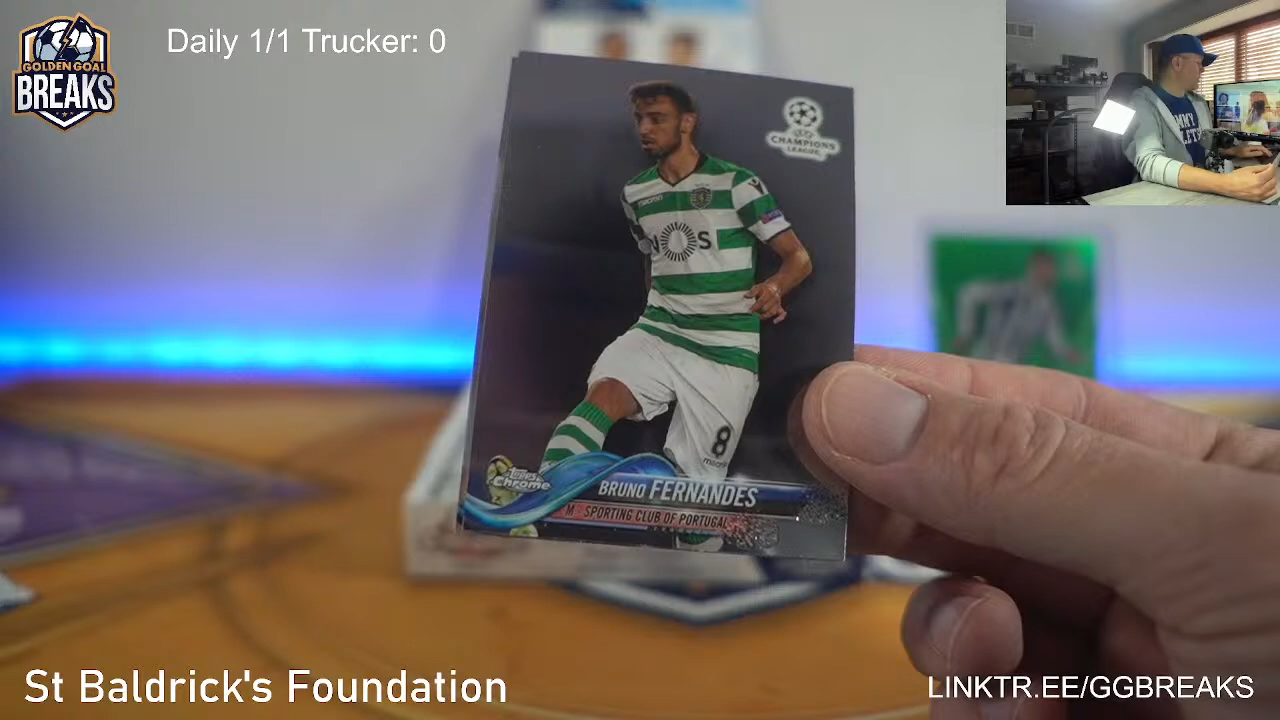 Daily 1/1 Trucker: 0
GOLDEN GOAL
BREAKS
CHAMPIONS
LEAGUE
macron
NOS
8
Topps
Chrome
BRUNO FERNANDES
M SPORTING CLUB OF PORTUGAL
St Baldrick's Foundation
LINKTR.EE/GGBREAKS